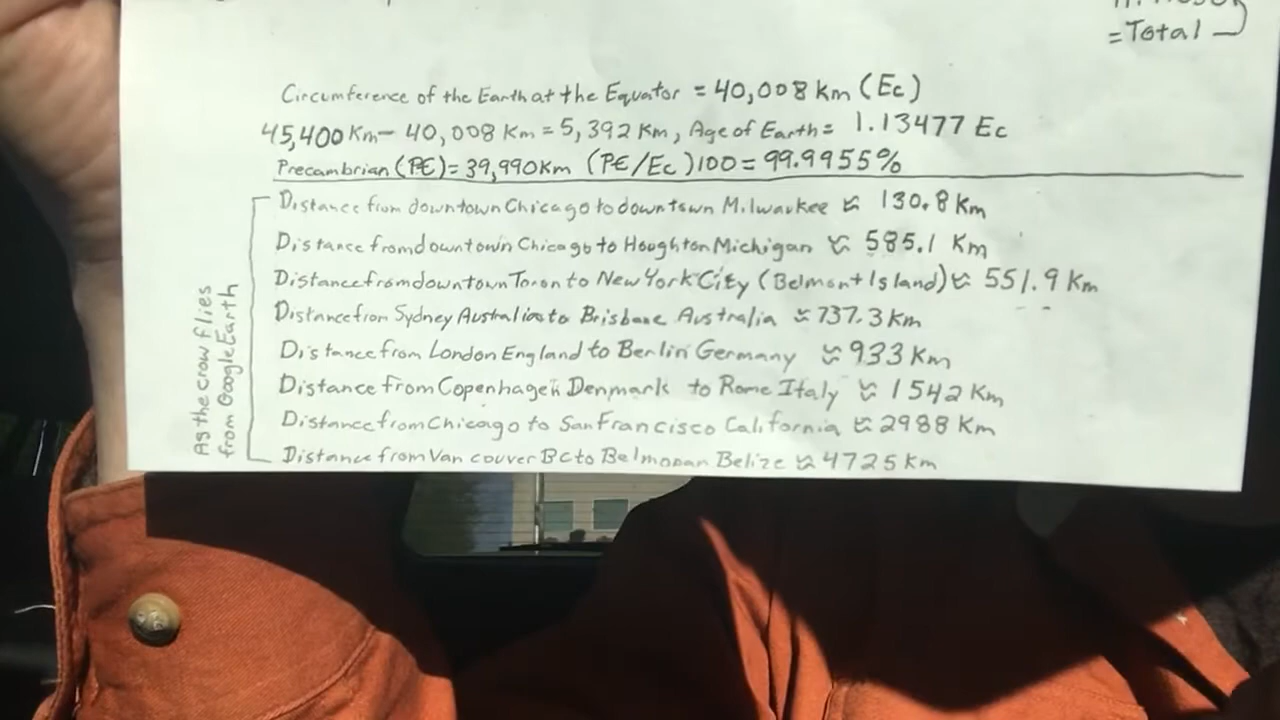 =Total
Circumference of the Earth at the Equator = 40,008 km (Ec)
45,400 Km - 40,008 Km = 5,392 Km, Age of Earth = 1.13477 Ec
Precambrian (P€) = 39,990 Km (P€/Ec)100 = 99.9955%
Distance from downtown Chicago to downtown Milwaukee ≈ 130.8 Km
Distance from downtown Chicago to Houghton Michigan ≈ 585.1 Km
Distance from downtown Toronto to New York City (Belmont Island) ≈ 551.9 Km
Distance from Sydney Australia to Brisbane Australia ≈ 737.3 Km
Distance from London England to Berlin Germany ≈ 933 Km
Distance from Copenhagen Denmark to Rome Italy ≈ 1542 Km
Distance from Chicago to San Francisco California ≈ 2988 Km
Distance from Vancouver BC to Belmopan Belize ≈ 4725 Km
As the crow flies
from Google Earth